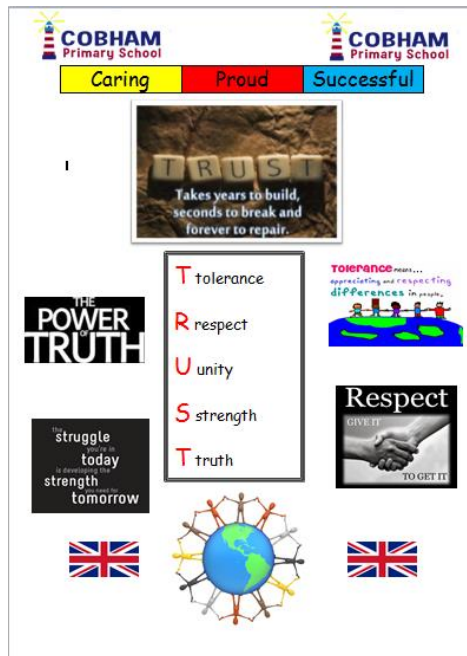 COBHAM
Primary School
COBHAM
Primary School
Caring Proud Successful
TRUST
Takes years to build,
seconds to break and
forever to repair.
T tolerance
R respect
U unity
S strength
T truth
THE
POWER
OF
TRUTH
TOlERANCE means...
appreciating and respecting
differences in people.
the
struggle
you're in
today
is developing the
strength
you need for
tomorrow
Respect
GIVE IT
TO GET IT